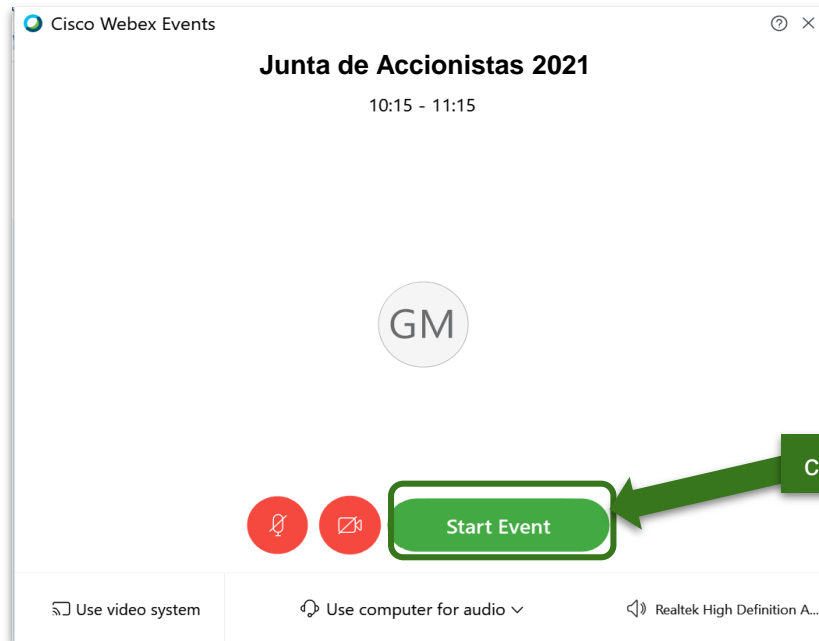 Cisco Webex Events
Junta de Accionistas 2021
10:15 - 11:15
GM
Start Event
Use video system
Use computer for audio
Realtek High Definition A...